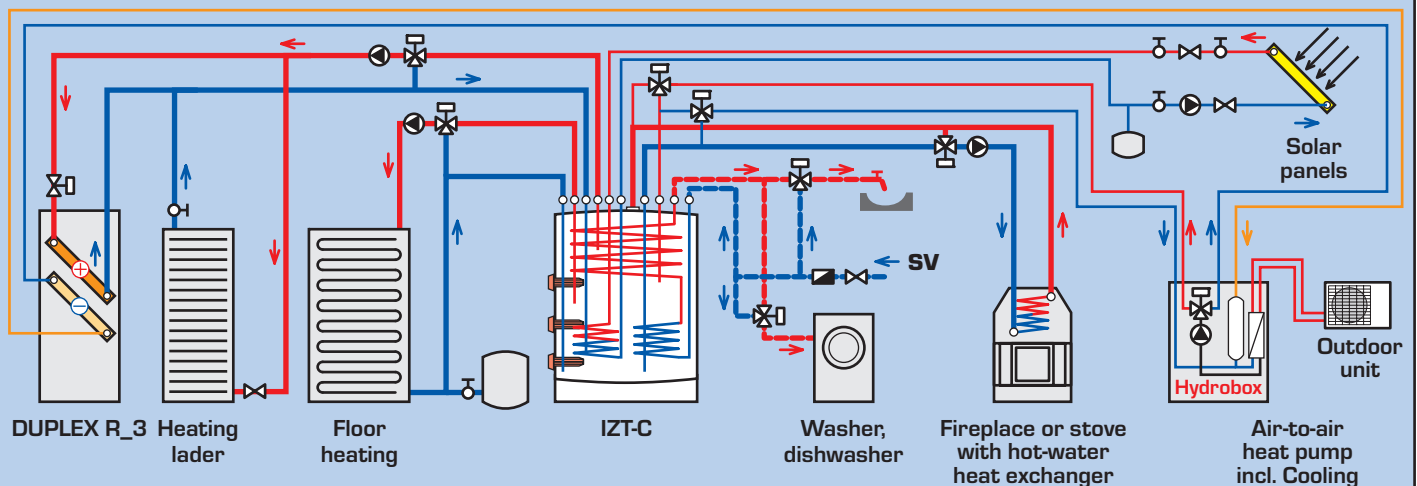 Solar
panels
SV
Hydrobox
Outdoor
unit
DUPLEX R_3
Heating
lader
Floor
heating
IZT-C
Washer,
dishwasher
Fireplace or stove
with hot-water
heat exchanger
Air-to-air
heat pump
incl. Cooling